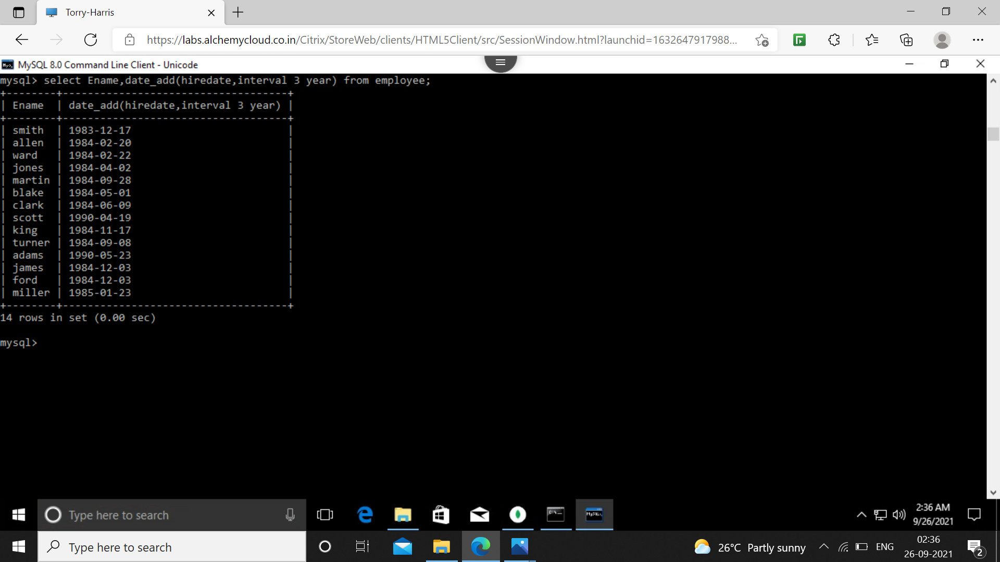 Torry-Harris
https://labs.alchemycloud.co.in/Citrix/StoreWeb/clients/HTML5Client/src/SessionWindow.html?launchid=1632647917988...
MySQL 8.0 Command Line Client - Unicode
mysql> select Ename,date_add(hiredate,interval 3 year) from employee;
+--------+------------------------------------+
| Ename  | date_add(hiredate,interval 3 year) |
+--------+------------------------------------+
| smith  | 1983-12-17                         |
| allen  | 1984-02-20                         |
| ward   | 1984-02-22                         |
| jones  | 1984-04-02                         |
| martin | 1984-09-28                         |
| blake  | 1984-05-01                         |
| clark  | 1984-06-09                         |
| scott  | 1990-04-19                         |
| king   | 1984-11-17                         |
| turner | 1984-09-08                         |
| adams  | 1990-05-23                         |
| james  | 1984-12-03                         |
| ford   | 1984-12-03                         |
| miller | 1985-01-23                         |
+--------+------------------------------------+
14 rows in set (0.00 sec)
mysql>
Type here to search
2:36 AM
9/26/2021
Type here to search
26°C Partly sunny
ENG
02:36
26-09-2021
2